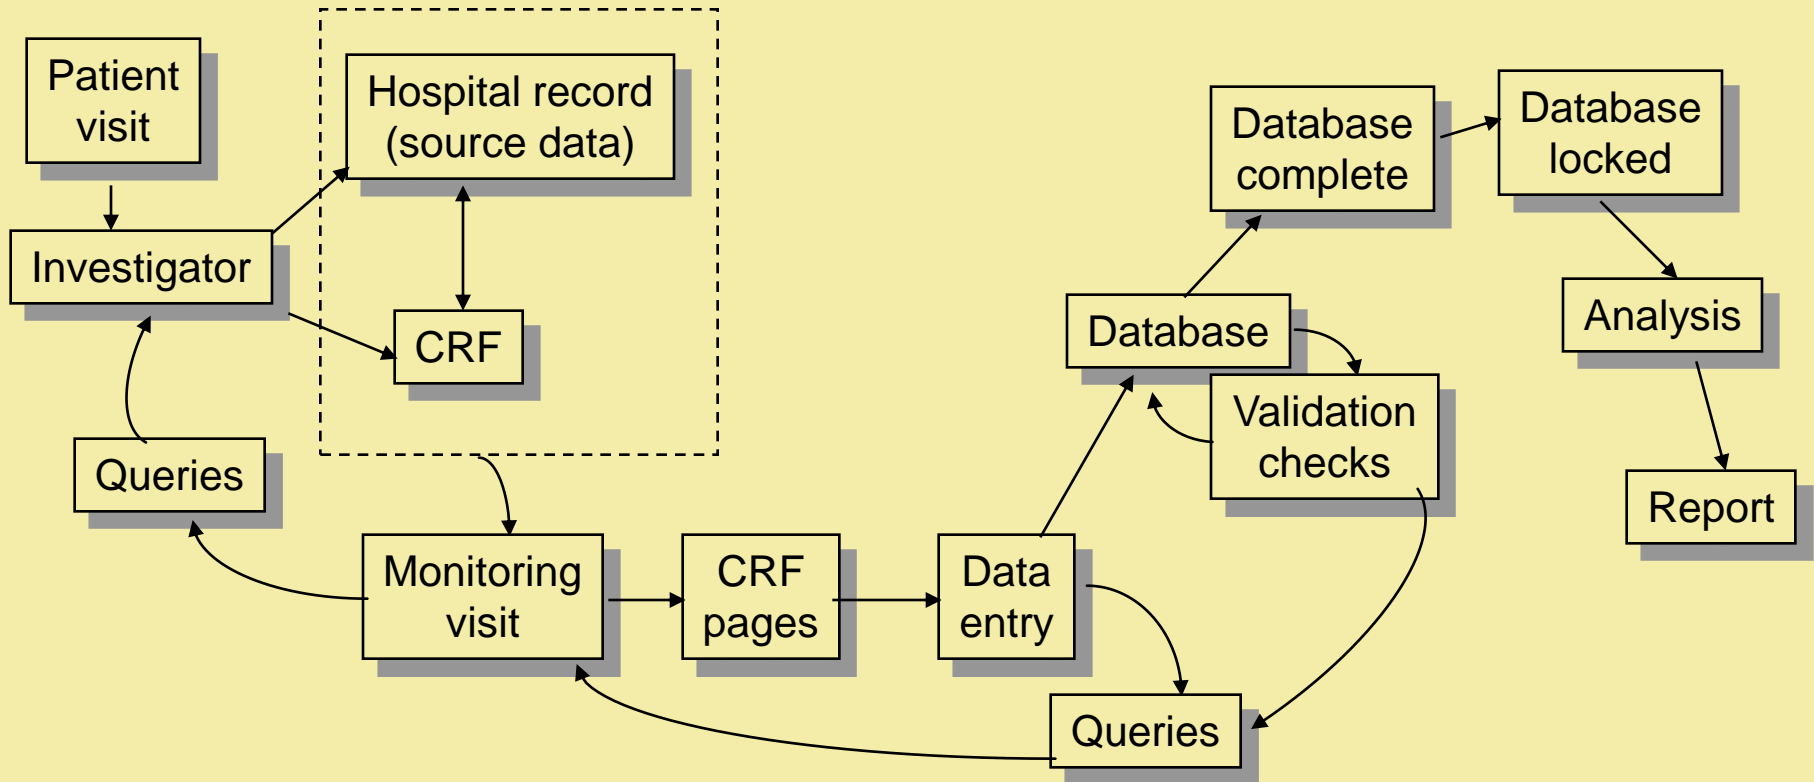 Patient
visit
Hospital record
(source data)
Investigator
CRF
Queries
Monitoring
visit
CRF
pages
Data
entry
Queries
Database
Validation
checks
Database
complete
Database
locked
Analysis
Report